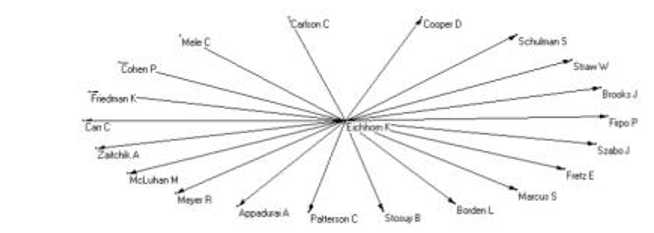 Carlson C
Cooper D
Mele C
Schulman S
Cohen P
Straw W
Friedman K
Brooks J
Carr C
Eichhorn K
Firpo P
Zaitchik A
Szabo J
McLuhan M
Fretz E
Meyer R
Marcus S
Appadurai A
Patterson C
Stosuy B
Borden L